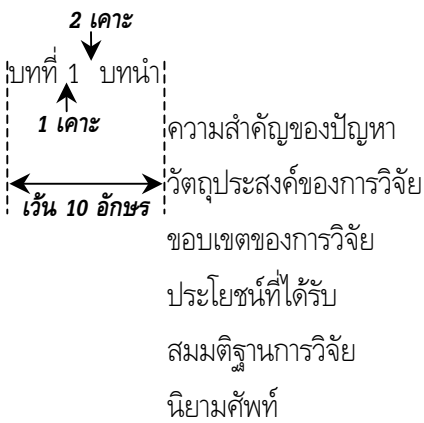 2 เคาะ
บทที่ 1 บทนำ
1 เคาะ
ความสำคัญของปัญหา
วัตถุประสงค์ของการวิจัย
เว้น 10 อักษร
ขอบเขตของการวิจัย
ประโยชน์ที่ได้รับ
สมมติฐานการวิจัย
นิยามศัพท์